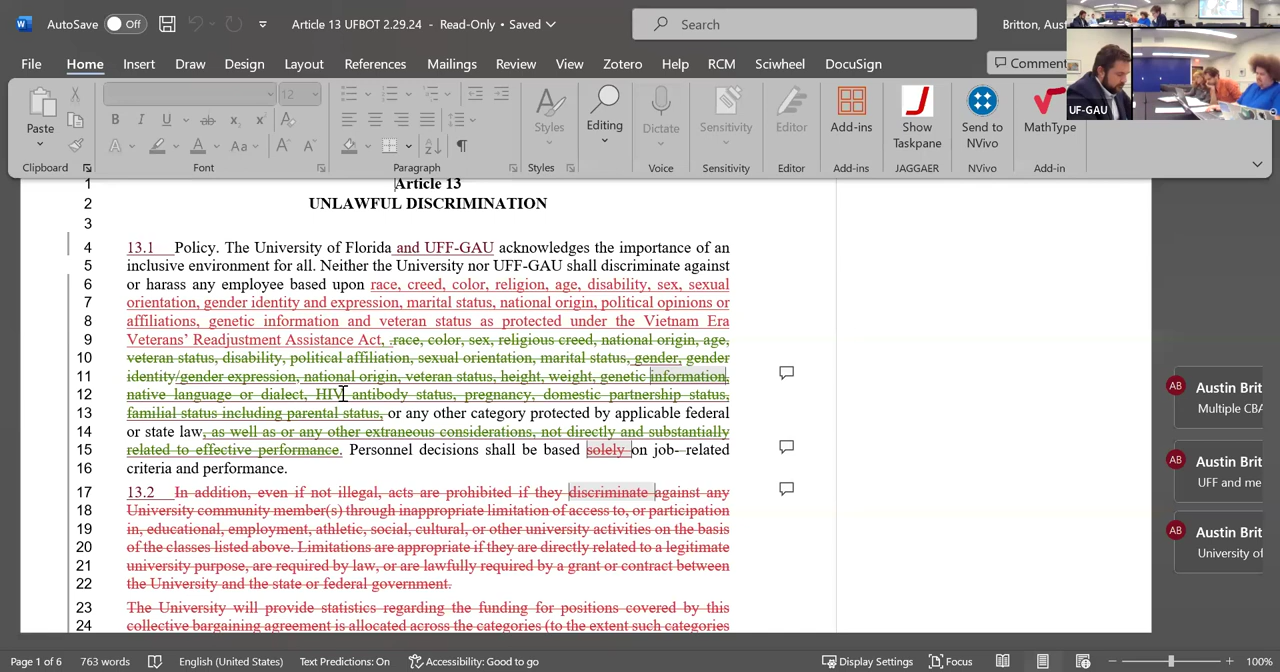 AutoSave Off Article 13 UFBOT 2.29.24 - Read-Only • Saved Search Britton, Aust
File Home Insert Draw Design Layout References Mailings Review View Zotero Help RCM Sciwheel DocuSign Comment
12
Paste Styles Editing Dictate Sensitivity Editor Add-ins Show Taskpane Send to NVivo MathType
Clipboard Font Paragraph Styles Voice Sensitivity Editor Add-ins JAGGAER NVivo Add-in
UF-GAU
1 Article 13
2 UNLAWFUL DISCRIMINATION
3
4 13.1 Policy. The University of Florida and UFF-GAU acknowledges the importance of an
5 inclusive environment for all. Neither the University nor UFF-GAU shall discriminate against
6 or harass any employee based upon race, creed, color, religion, age, disability, sex, sexual
7 orientation, gender identity and expression, marital status, national origin, political opinions or
8 affiliations, genetic information and veteran status as protected under the Vietnam Era
9 Veterans' Readjustment Assistance Act, .race, color, sex, religious creed, national origin, age,
10 veteran status, disability, political affiliation, sexual orientation, marital status, gender, gender
11 identity/gender expression, national origin, veteran status, height, weight, genetic information,
12 native language or dialect, HIV antibody status, pregnancy, domestic partnership status,
13 familial status including parental status, or any other category protected by applicable federal
14 or state law, as well as or any other extraneous considerations, not directly and substantially
15 related to effective performance. Personnel decisions shall be based solely on job--related
16 criteria and performance.
17 13.2 In addition, even if not illegal, acts are prohibited if they discriminate against any
18 University community member(s) through inappropriate limitation of access to, or participation
19 in, educational, employment, athletic, social, cultural, or other university activities on the basis
20 of the classes listed above. Limitations are appropriate if they are directly related to a legitimate
21 university purpose, are required by law, or are lawfully required by a grant or contract between
22 the University and the state or federal government.
23 The University will provide statistics regarding the funding for positions covered by this
24 collective bargaining agreement is allocated across the categories (to the extent such categories
AB Austin Brit
Multiple CBA
AB Austin Brit
UFF and me
AB Austin Brit
University of
Page 1 of 6 763 words English (United States) Text Predictions: On Accessibility: Good to go Display Settings Focus 100%